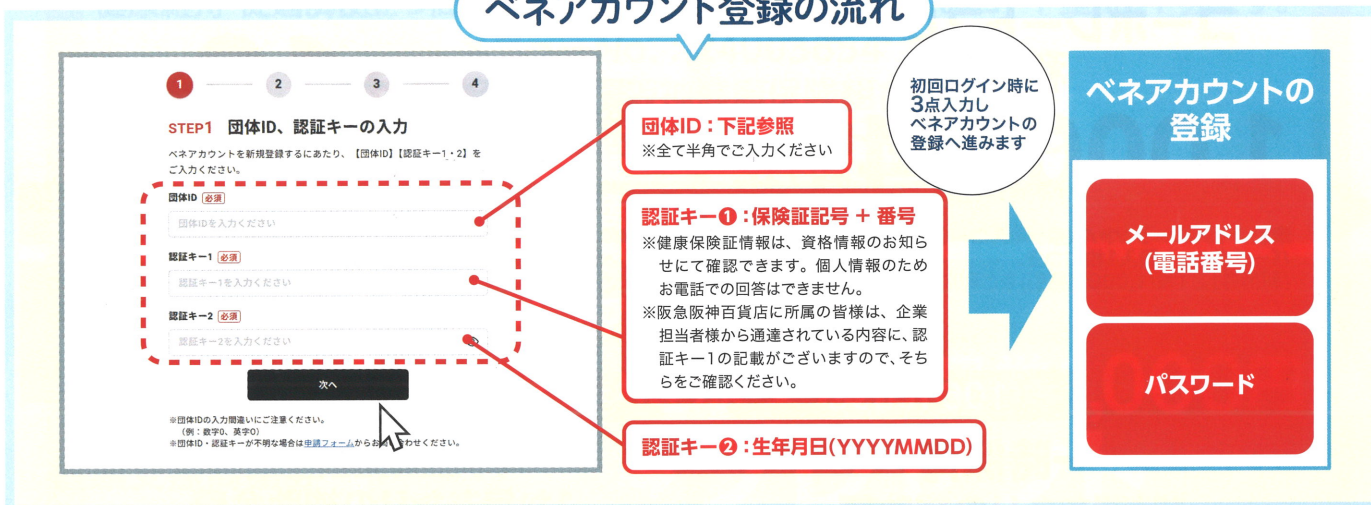 ベネアカウント登録の流れ
1 2 3 4
STEP1 団体ID、認証キーの入力
ベネアカウントを新規登録するにあたり、【団体ID】【認証キー1・2】を
ご入力ください。
団体ID 必須
団体IDを入力ください
認証キー1 必須
認証キー1を入力ください
認証キー2 必須
認証キー2を入力ください
次へ
※団体IDの入力間違いにご注意ください。
(例:数字0、英字O)
※団体ID・認証キーが不明な場合は申請フォームからお合わせください。
団体ID:下記参照
※全て半角でご入力ください
認証キー❶:保険証記号 + 番号
※健康保険証情報は、資格情報のお知ら
せにて確認できます。個人情報のため
お電話での回答はできません。
※阪急阪神百貨店に所属の皆様は、企業
担当者様から通達されている内容に、認
証キー1の記載がございますので、そち
らをご確認ください。
認証キー❷:生年月日(YYYYMMDD)
初回ログイン時に
3点入力し
ベネアカウントの
登録へ進みます
ベネアカウントの
登録
メールアドレス
(電話番号)
パスワード